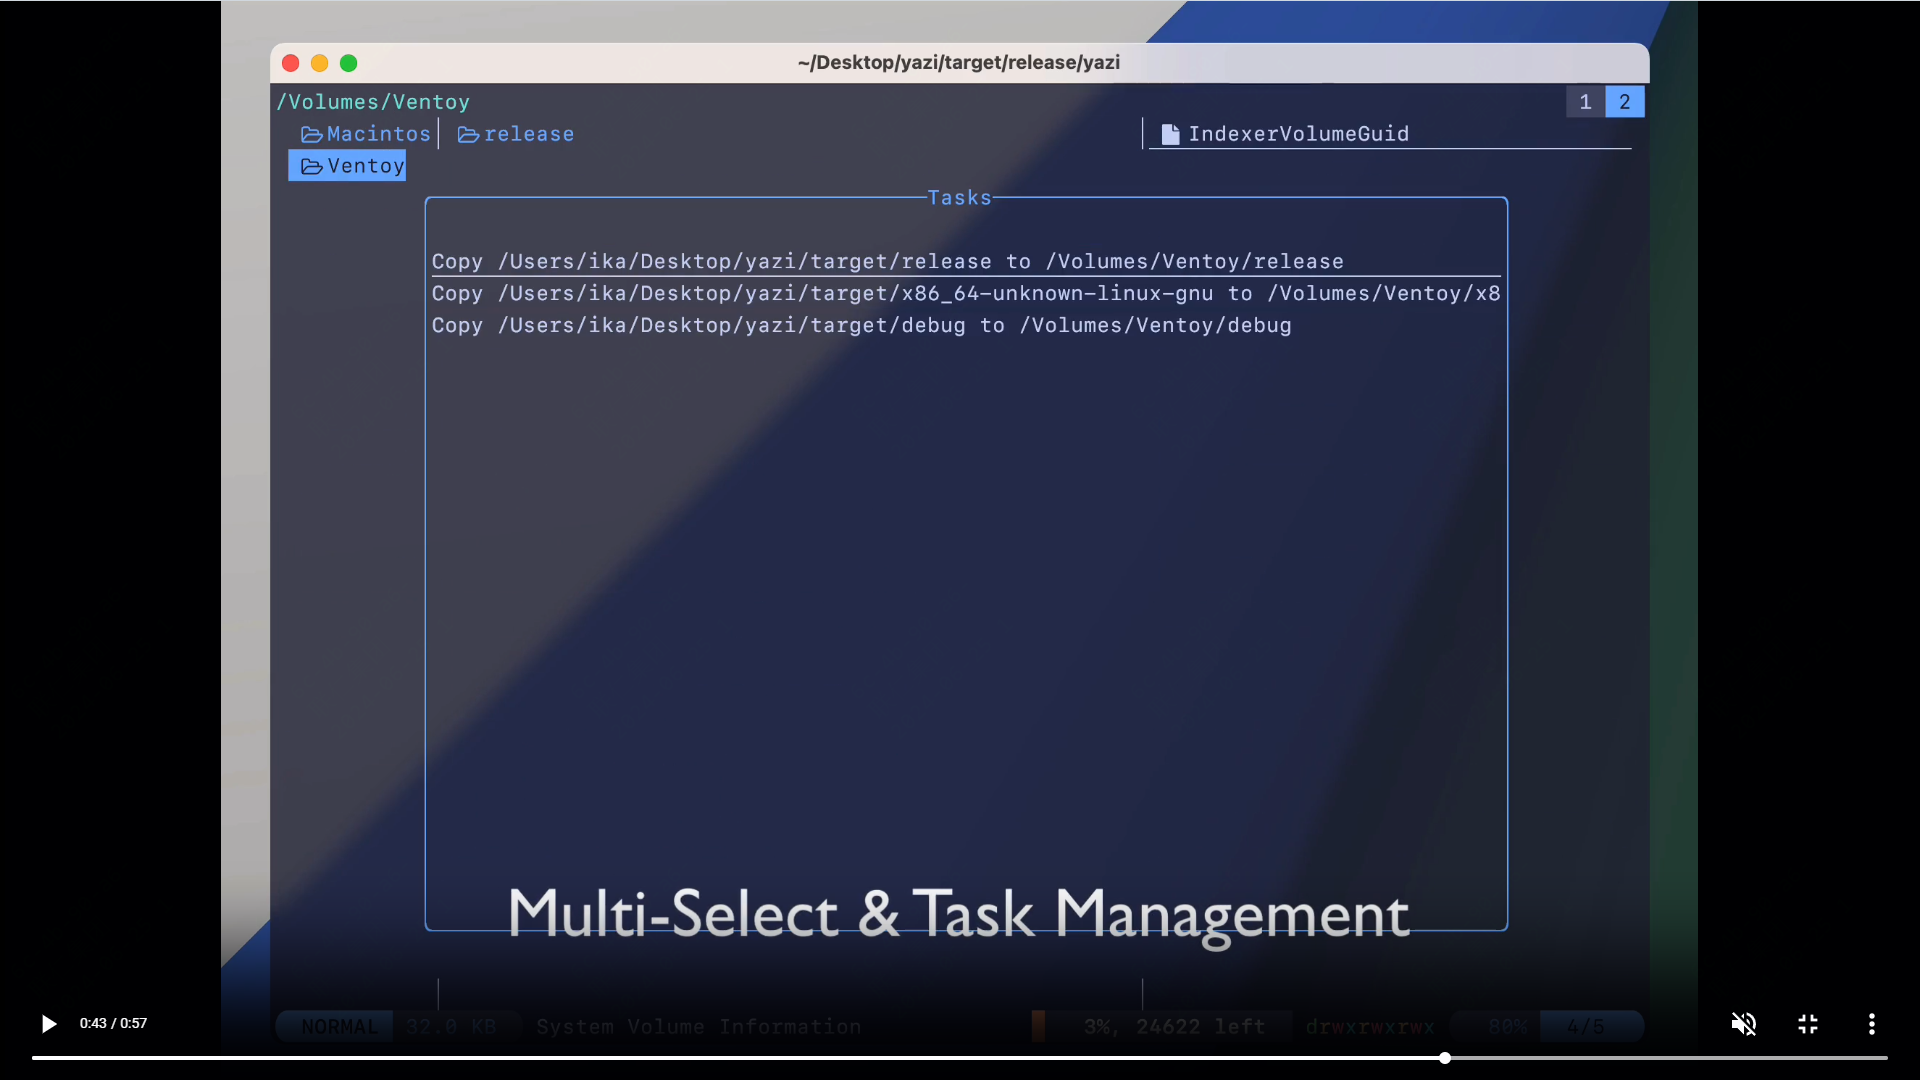 ~/Desktop/yazi/target/release/yazi
/Volumes/Ventoy
1 2
Macintos release IndexerVolumeGuid
Ventoy
Tasks
Copy /Users/ika/Desktop/yazi/target/release to /Volumes/Ventoy/release
Copy /Users/ika/Desktop/yazi/target/x86_64-unknown-linux-gnu to /Volumes/Ventoy/x8
Copy /Users/ika/Desktop/yazi/target/debug to /Volumes/Ventoy/debug
Multi-Select & Task Management
NORMAL 32.0 KB System Volume Information 3%, 24622 left drwxrwxrwx 80% 4/5
0:43 / 0:57